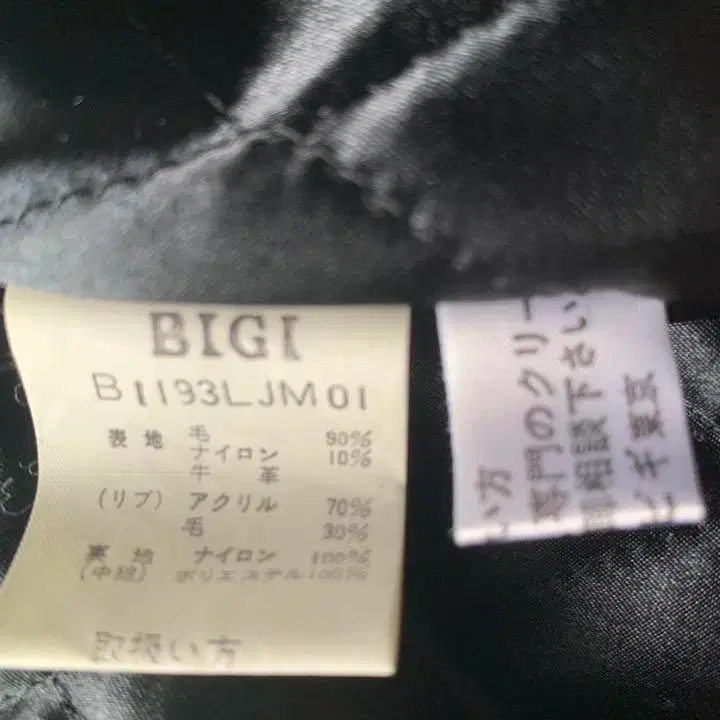 BIGI
B1193LJM01
表地 毛 90%
ナイロン 10%
牛革
(リブ) アクリル 70%
毛 30%
裏地 ナイロン 100%
(中綿) ポリエステル100%
取扱い方
い方
専門のクリー
御相談下さい
ビギ東京